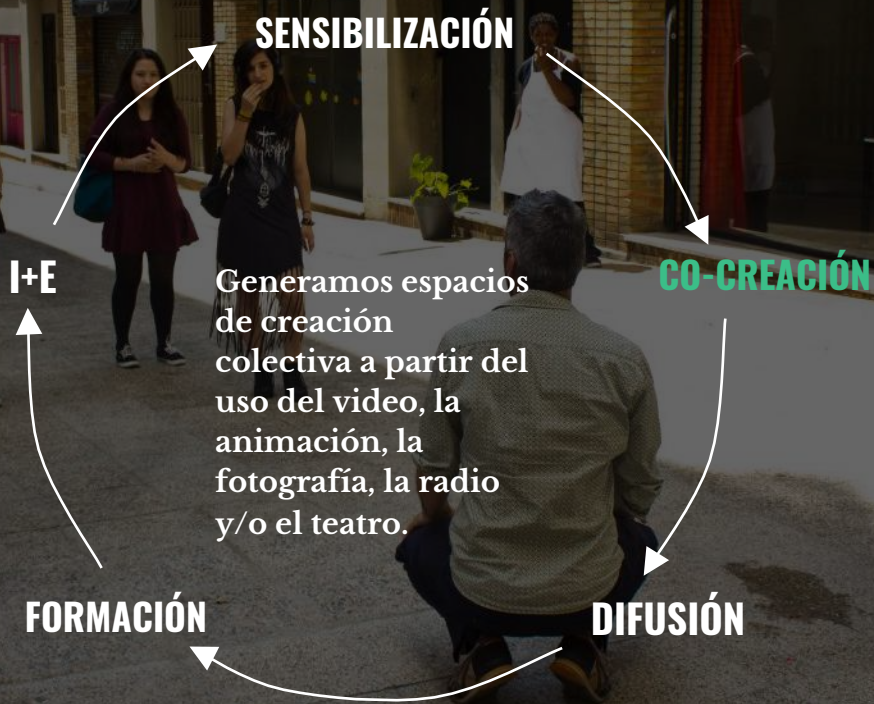 SENSIBILIZACIÓN
I+E
CO-CREACIÓN
Generamos espacios
de creación
colectiva a partir del
uso del video, la
animación, la
fotografía, la radio
y/o el teatro.
FORMACIÓN
DIFUSIÓN